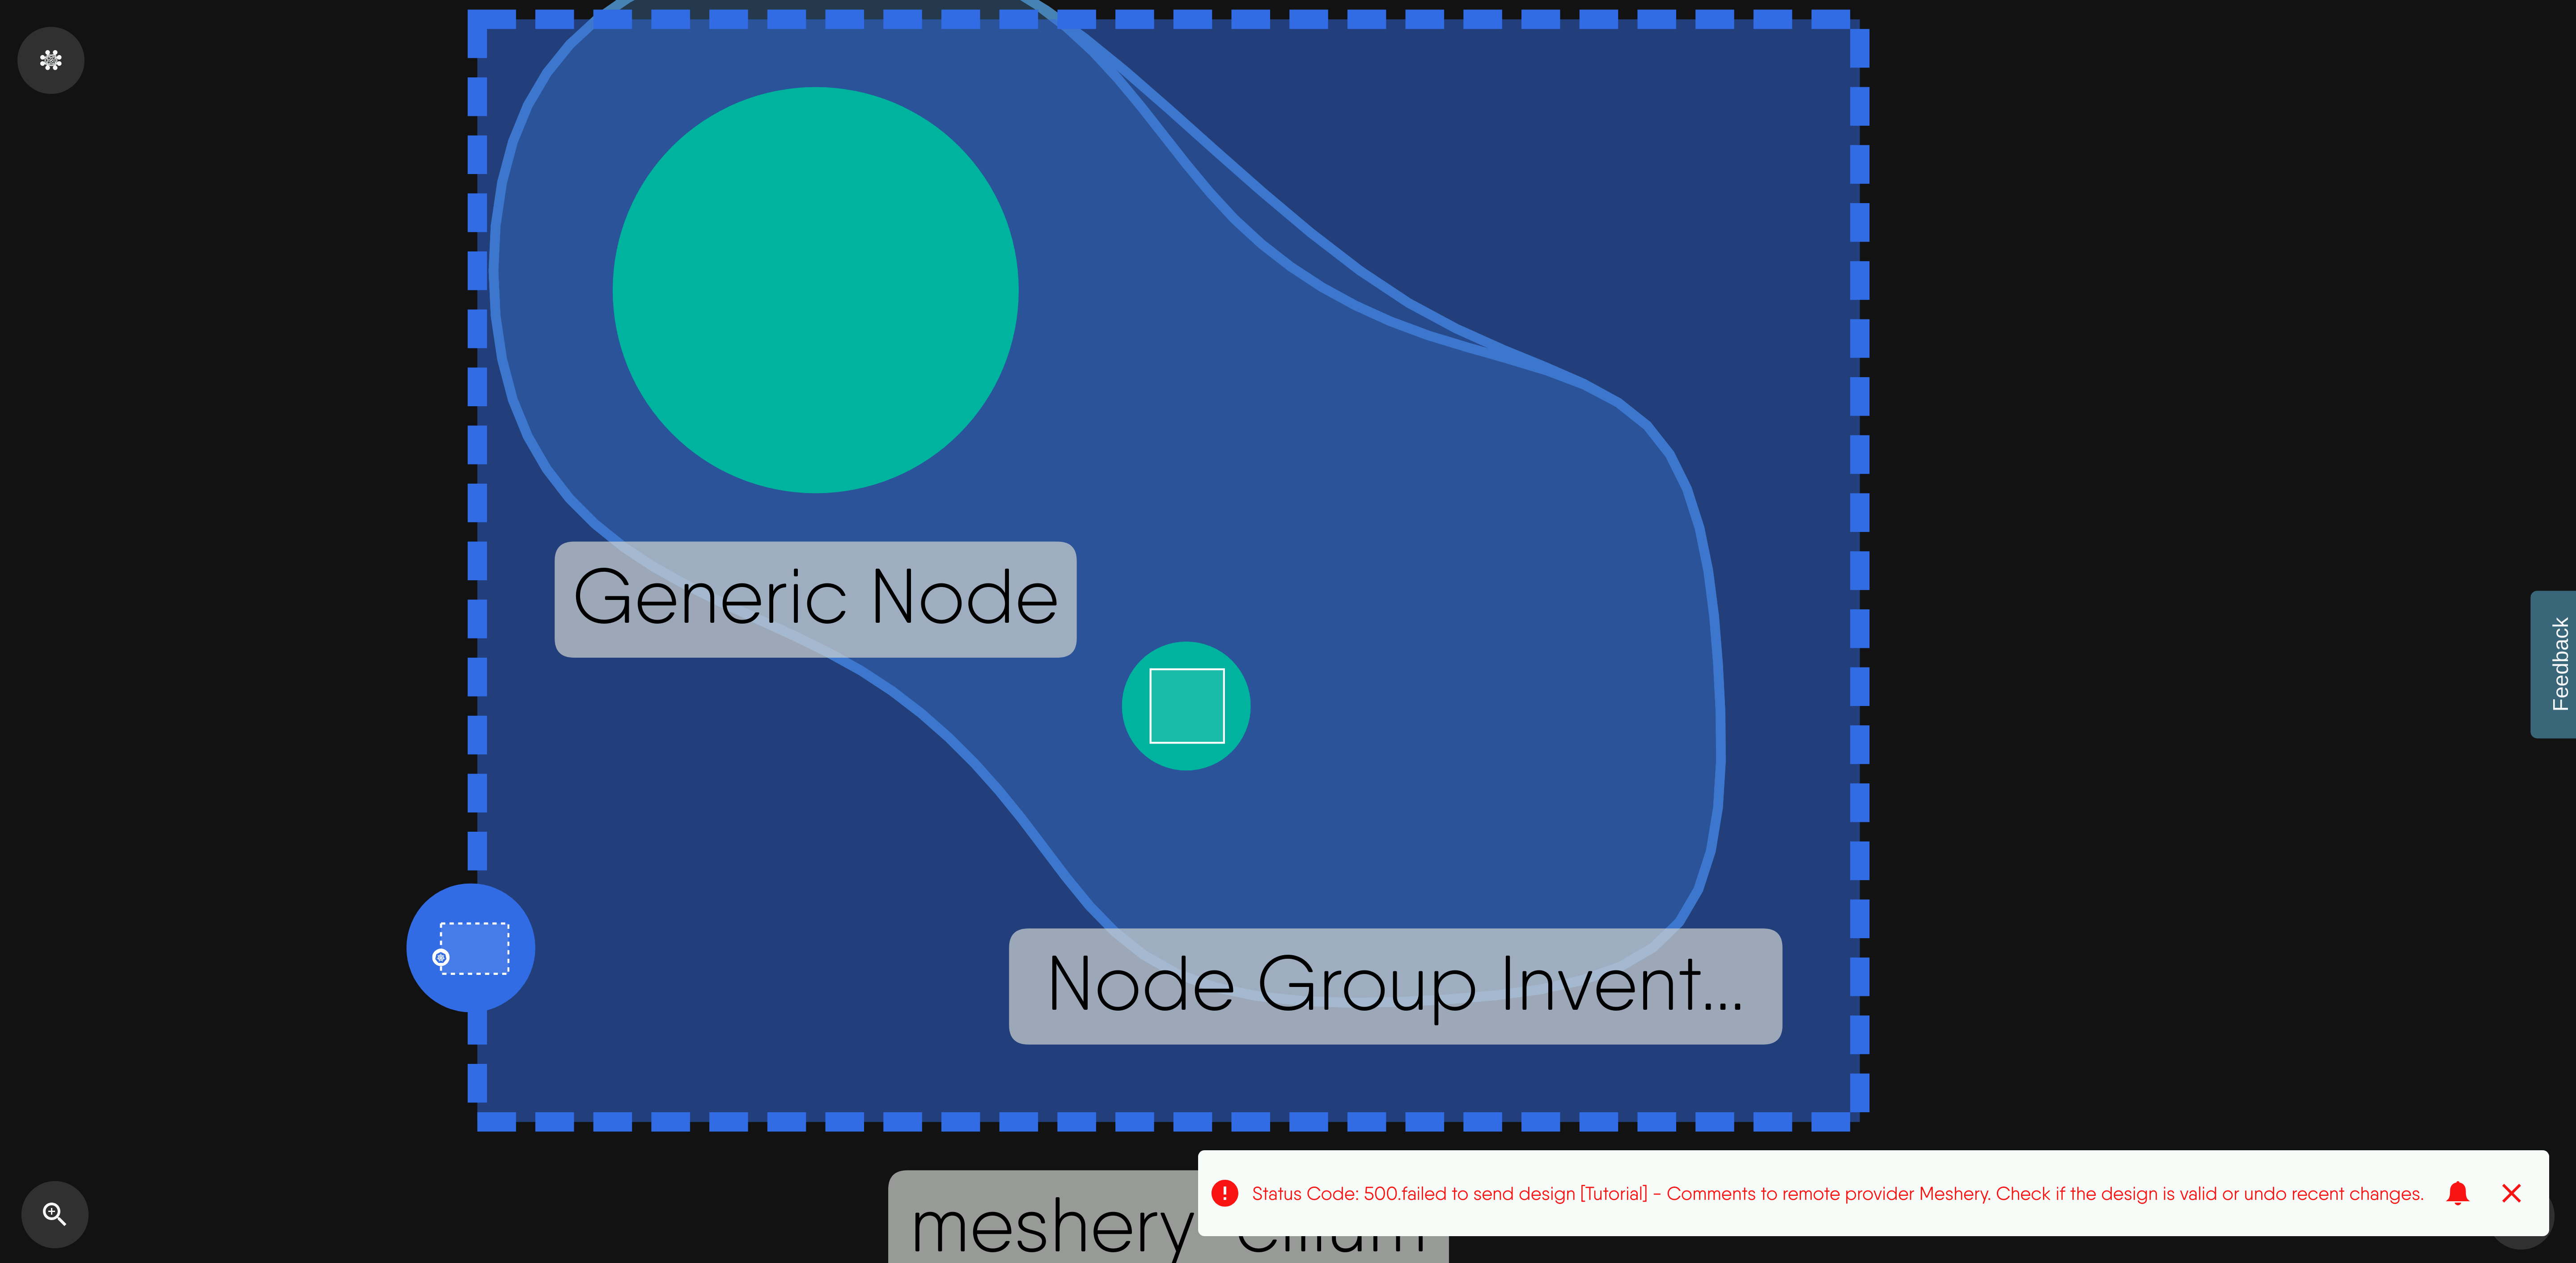 Generic Node
Feedback
Node Group Invent...
Status Code: 500.failed to send design [Tutorial] - Comments to remote provider Meshery. Check if the design is valid or undo recent changes.
meshery